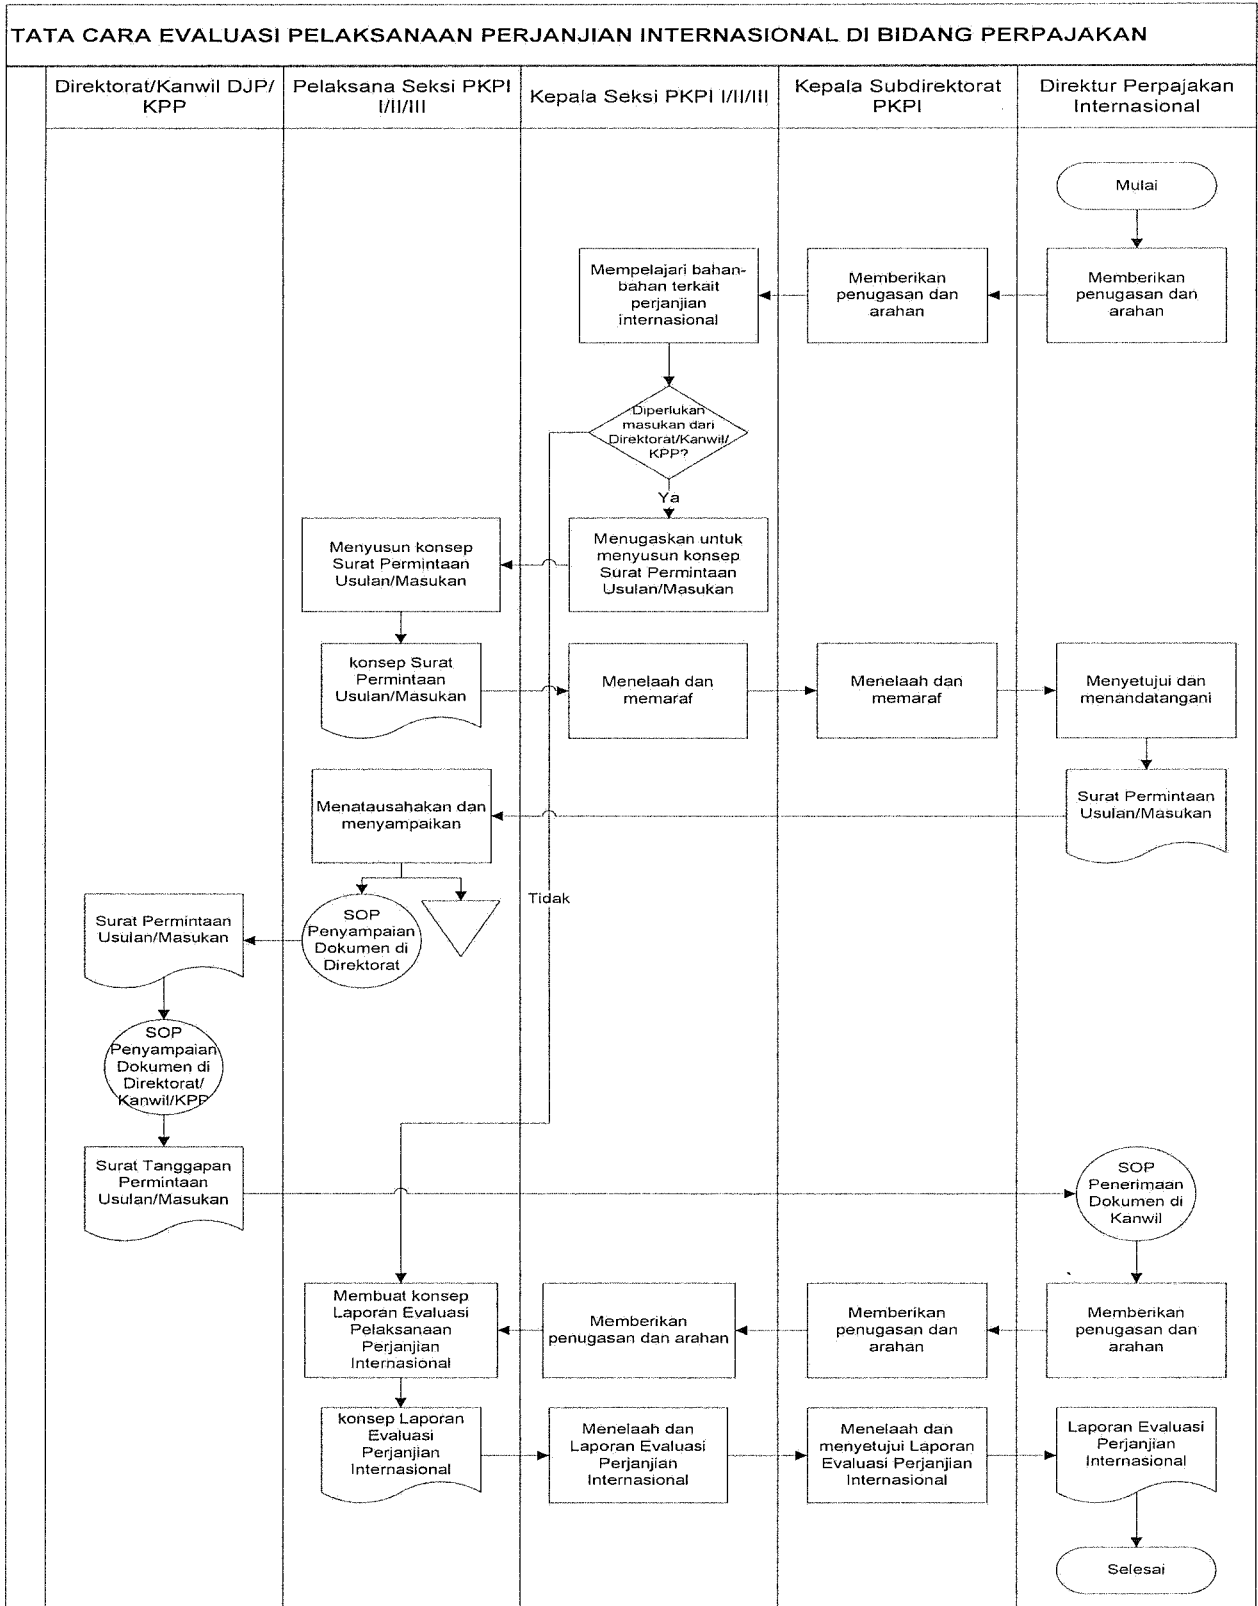 TATA CARA EVALUASI PELAKSANAAN PERJANJIAN INTERNASIONAL DI BIDANG PERPAJAKAN
Direktorat/Kanwil DJP/
KPP
Pelaksana Seksi PKPI
I/II/III
Kepala Seksi PKPI I/II/III
Kepala Subdirektorat
PKPI
Direktur Perpajakan
Internasional
Mulai
Memberikan
penugasan dan
arahan
Memberikan
penugasan dan
arahan
Mempelajari bahan-
bahan terkait
perjanjian
internasional
Diperlukan
masukan dari
Direktorat/Kanwil/
KPP?
Ya
Menugaskan untuk
menyusun konsep
Surat Permintaan
Usulan/Masukan
Menyusun konsep
Surat Permintaan
Usulan/Masukan
konsep Surat
Permintaan
Usulan/Masukan
Menelaah dan
memaraf
Menelaah dan
memaraf
Menyetujui dan
menandatangani
Surat Permintaan
Usulan/Masukan
Menatausahakan dan
menyampaikan
Tidak
SOP
Penyampaian
Dokumen di
Direktorat
Surat Permintaan
Usulan/Masukan
SOP
Penyampaian
Dokumen di
Direktorat/
Kanwil/KPP
Surat Tanggapan
Permintaan
Usulan/Masukan
SOP
Penerimaan
Dokumen di
Kanwil
Memberikan
penugasan dan
arahan
Memberikan
penugasan dan
arahan
Memberikan
penugasan dan arahan
Membuat konsep
Laporan Evaluasi
Pelaksanaan
Perjanjian
Internasional
konsep Laporan
Evaluasi
Perjanjian
Internasional
Menelaah dan
Laporan Evaluasi
Perjanjian
Internasional
Menelaah dan
menyetujui Laporan
Evaluasi Perjanjian
Internasional
Laporan Evaluasi
Perjanjian
Internasional
Selesai